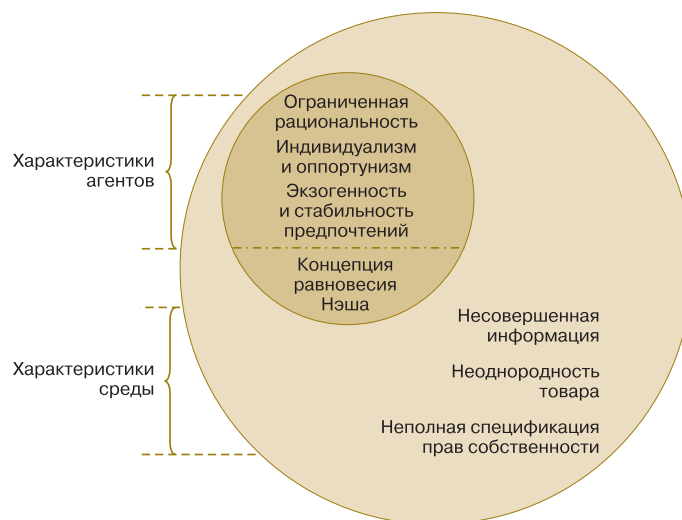 Ограниченная
рациональность
Индивидуализм
и оппортунизм
Экзогенность
и стабильность
предпочтений
Концепция
равновесия
Нэша
Характеристики
агентов
Характеристики
среды
Несовершенная
информация
Неоднородность
товара
Неполная спецификация
прав собственности